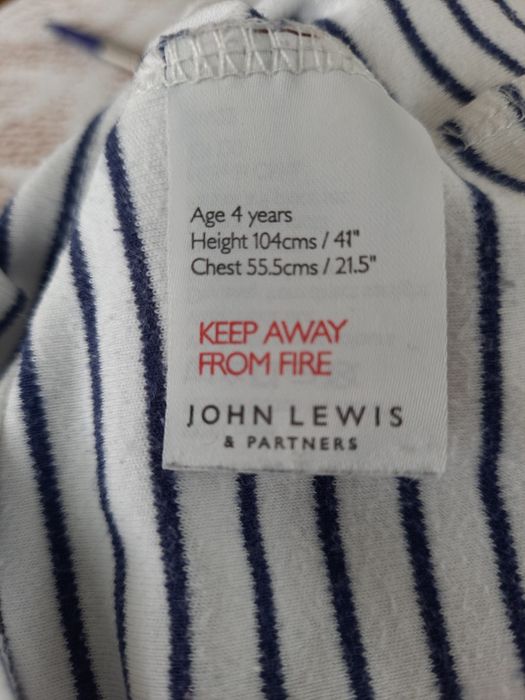 Age 4 years
Height 104cms / 41"
Chest 55.5cms / 21.5"
KEEP AWAY
FROM FIRE
JOHN LEWIS
& PARTNERS